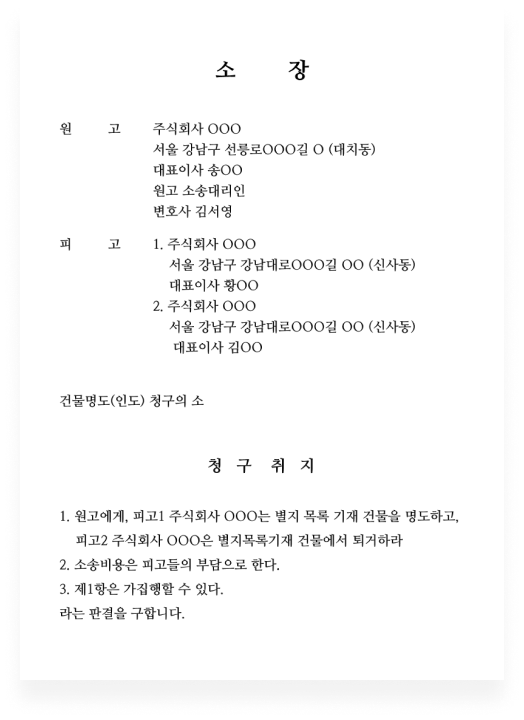 소 장
원 고 주식회사 OOO
서울 강남구 선릉로OOO길 O (대치동)
대표이사 송OO
원고 소송대리인
변호사 김서영
피 고 1. 주식회사 OOO
서울 강남구 강남대로OOO길 OO (신사동)
대표이사 황OO
2. 주식회사 OOO
서울 강남구 강남대로OOO길 OO (신사동)
대표이사 김OO
건물명도(인도) 청구의 소
청 구 취 지
1. 원고에게, 피고1 주식회사 OOO는 별지 목록 기재 건물을 명도하고,
피고2 주식회사 OOO은 별지목록기재 건물에서 퇴거하라
2. 소송비용은 피고들의 부담으로 한다.
3. 제1항은 가집행할 수 있다.
라는 판결을 구합니다.